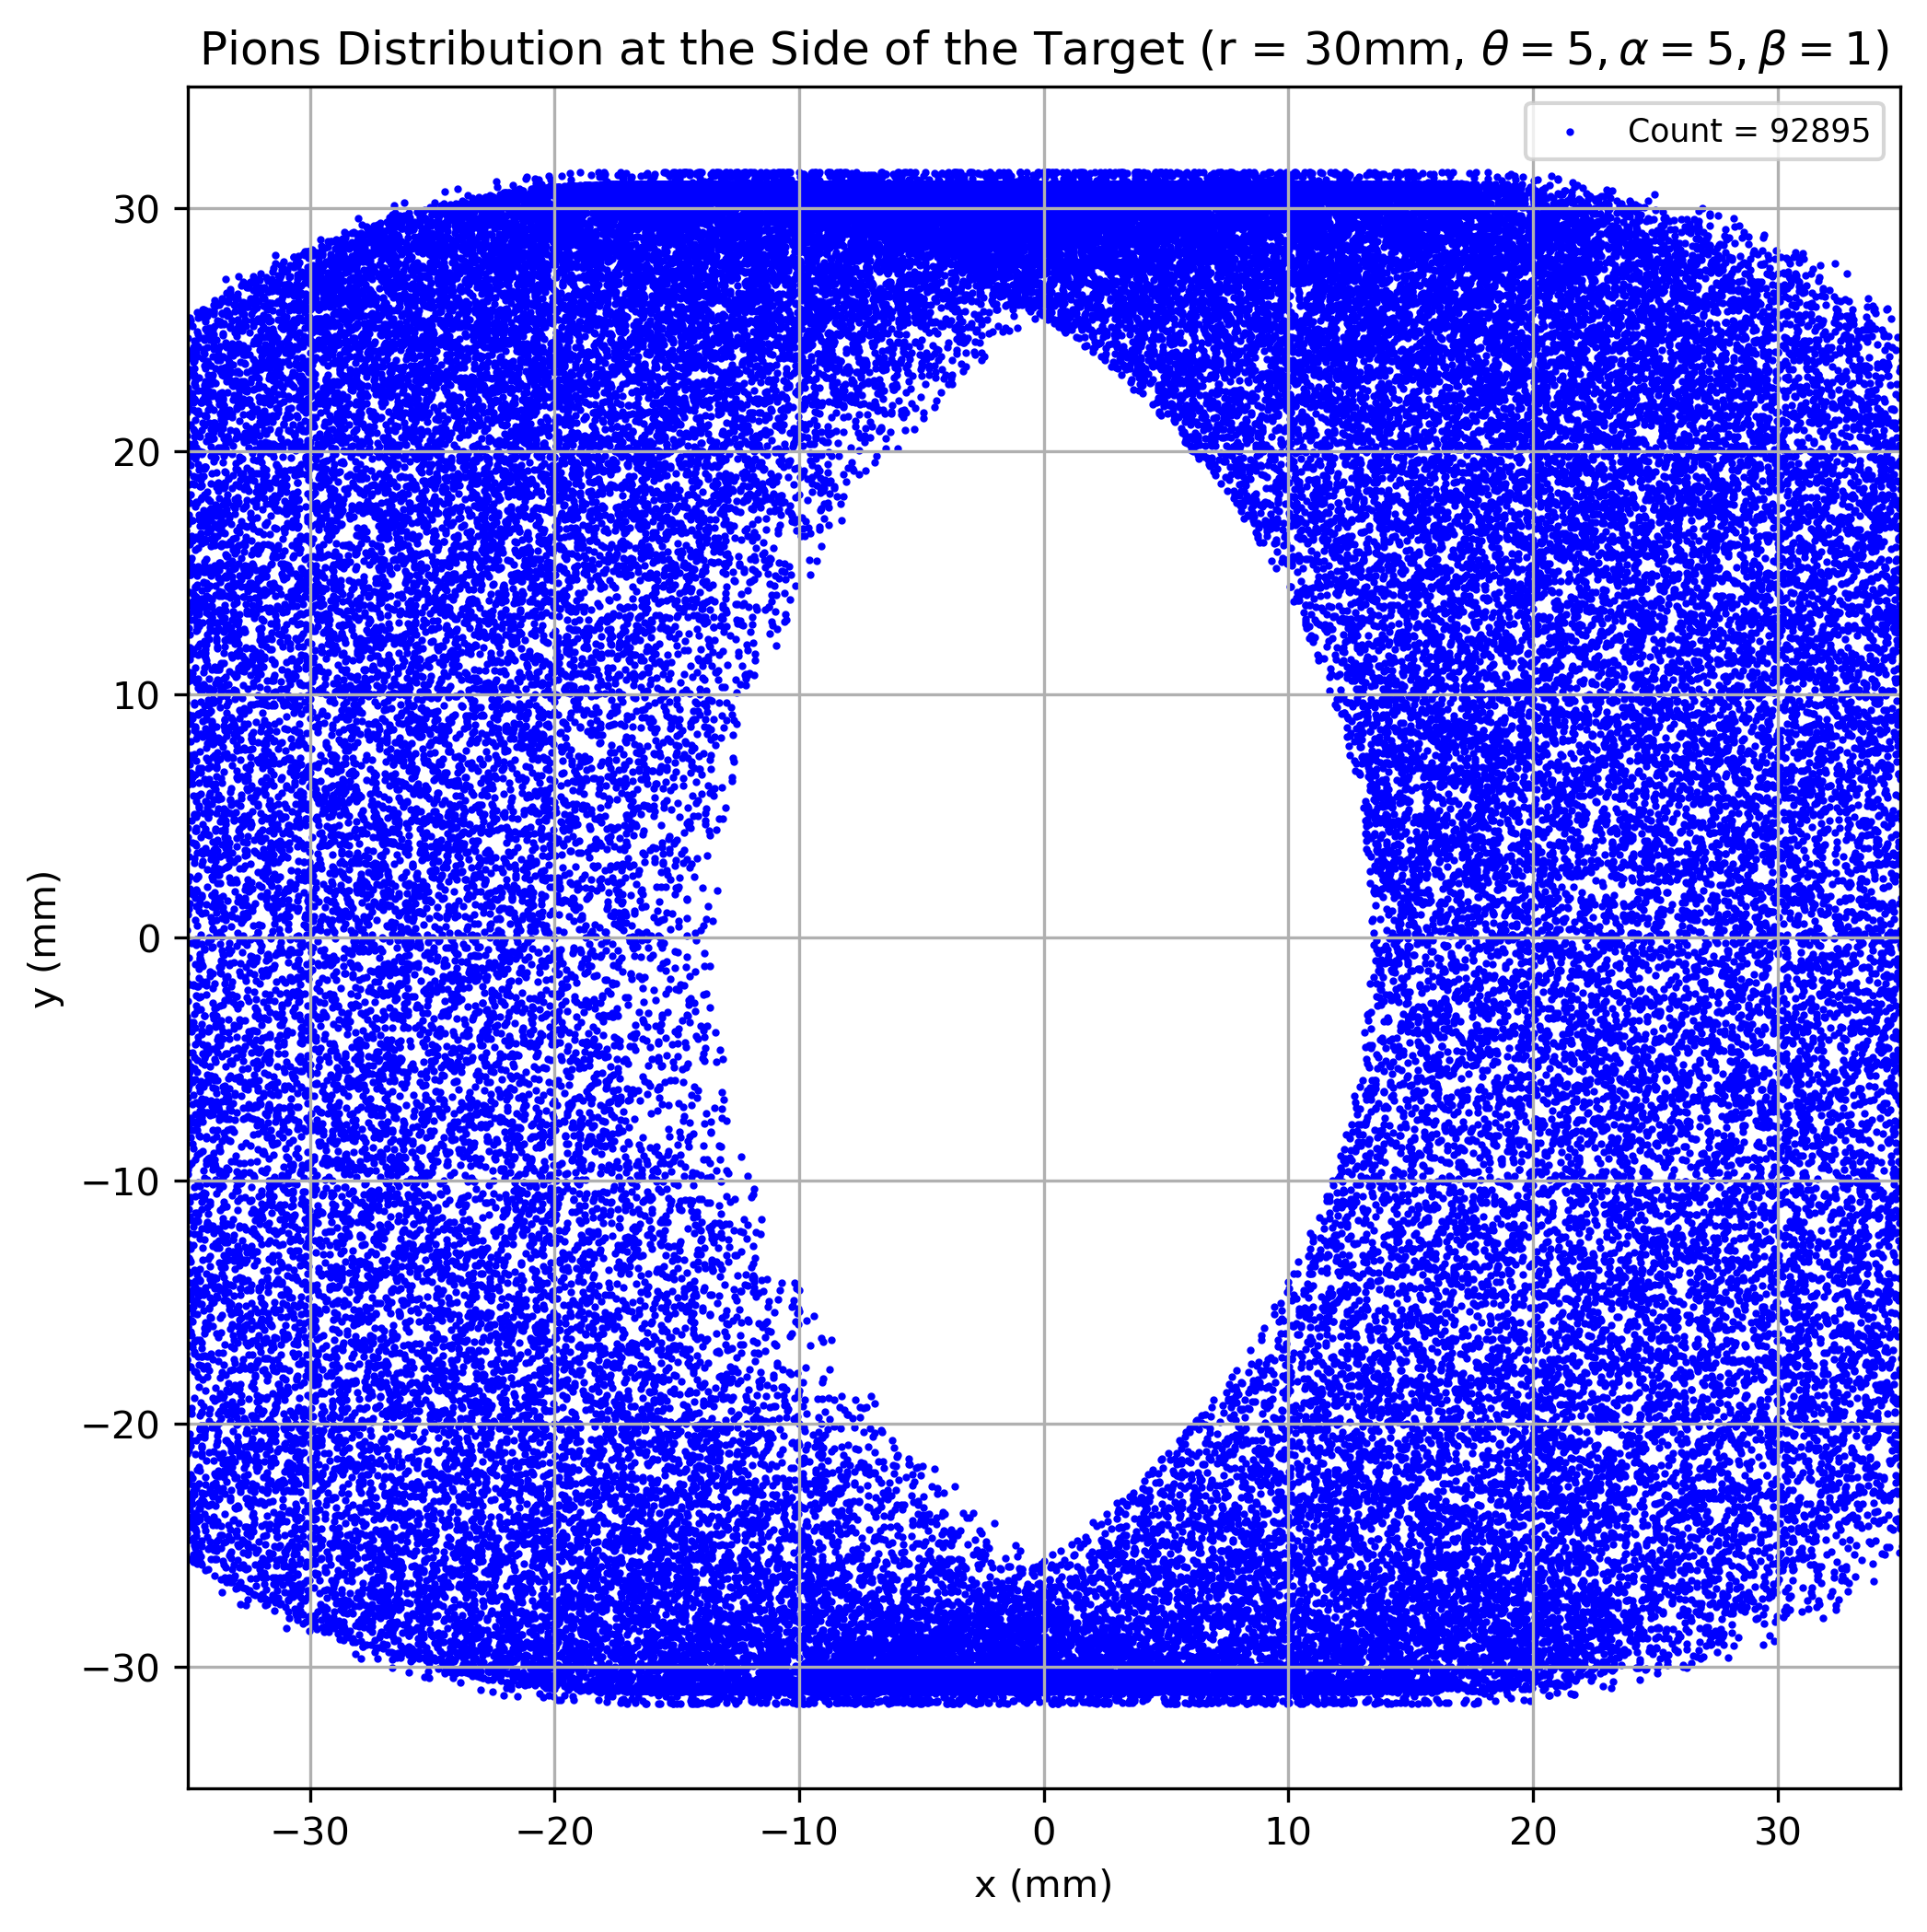 Pions Distribution at the Side of the Target (r = 30mm, θ = 5, α = 5, β = 1)
Count = 92895
30
20
10
0
−10
−20
−30
y (mm)
−30 −20 −10 0 10 20 30
x (mm)